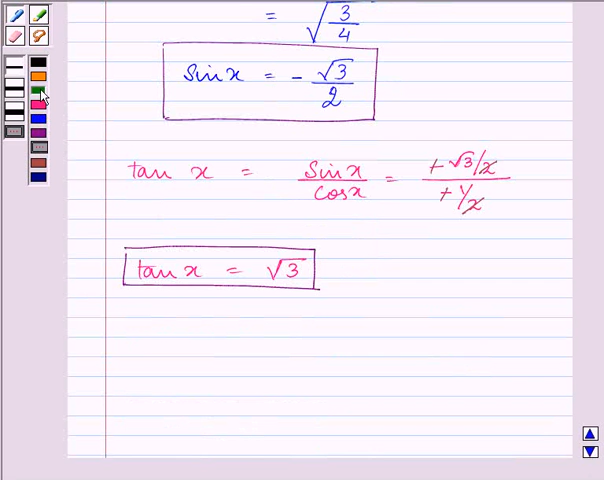 = √3/4
sin x = - √3/2
tan x = sin x / cos x = + √3/2 / + 1/2
tan x = √3